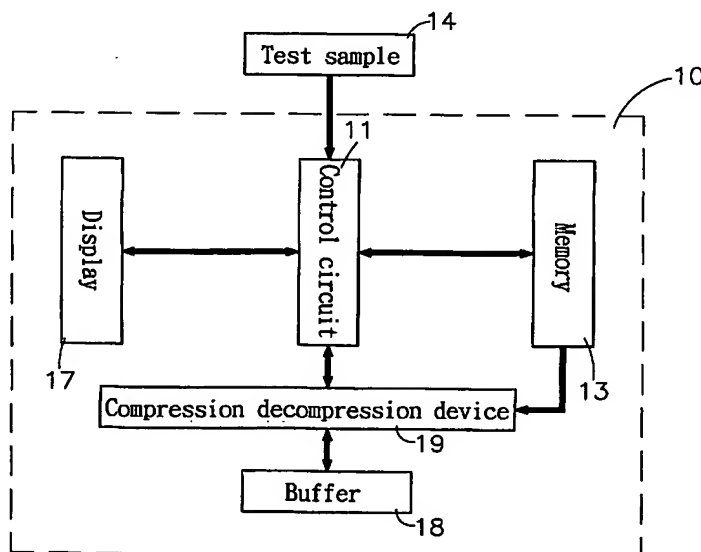 14
Test sample
10
11
Display
Control circuit
Memory
17
13
Compression decompression device
19
Buffer
18